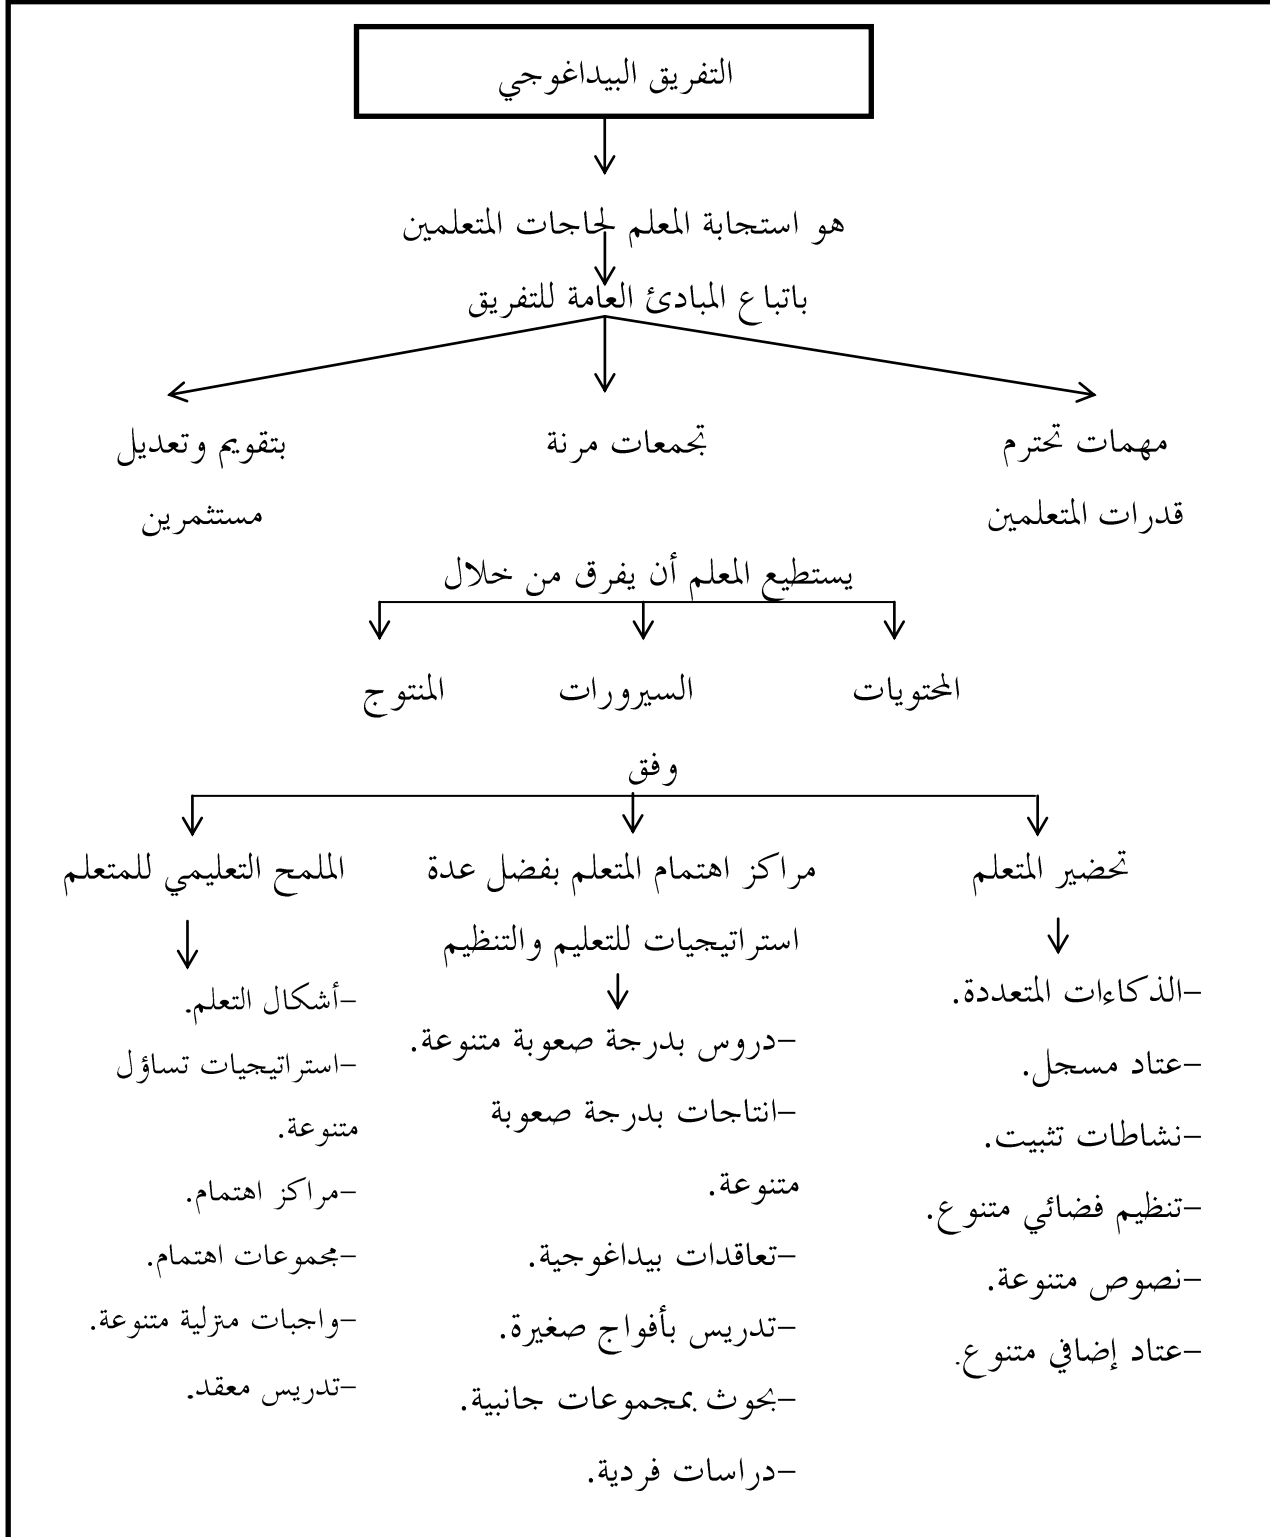 التفريق البيداغوجي
هو استجابة المعلم لحاجات المتعلمين
باتباع المبادئ العامة للتفريق
مهمات تحترم
قدرات المتعلمين
تجمعات مرنة
بتقويم وتعديل
مستثمرين
يستطيع المعلم أن يفرق من خلال
المحتويات
السيرورات
المنتوج
وفق
تحضير المتعلم
-الذكاءات المتعددة.
-عتاد مسجل.
-نشاطات تثبيت.
-تنظيم فضائي متنوع.
-نصوص متنوعة.
-عتاد إضافي متنوع.
مراكز اهتمام المتعلم بفضل عدة
استراتيجيات للتعليم والتنظيم
-دروس بدرجة صعوبة متنوعة.
-انتاجات بدرجة صعوبة
متنوعة.
-تعاقدات بيداغوجية.
-تدريس بأفواج صغيرة.
-بحوث بمجموعات جانبية.
-دراسات فردية.
الملمح التعليمي للمتعلم
-أشكال التعلم.
-استراتيجيات تساؤل
متنوعة.
-مراكز اهتمام.
-مجموعات اهتمام.
-واجبات منزلية متنوعة.
-تدريس معقد.